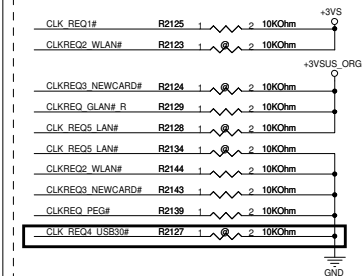 +3VS
CLK_REQ1# R2125 1 2 10KOhm
CLKREQ2_WLAN# R2123 1 @ 2 10KOhm
+3VSUS_ORG
CLKREQ3_NEWCARD# R2124 1 @ 2 10KOhm
CLKREQ_GLAN#_R R2129 1 2 10KOhm
CLK_REQ5_LAN# R2128 1 @ 2 10KOhm
CLK_REQ5_LAN# R2134 1 @ 2 10KOhm
CLKREQ2_WLAN# R2144 1 2 10KOhm
CLKREQ3_NEWCARD# R2143 1 2 10KOhm
CLKREQ_PEG# R2139 1 2 10KOhm
CLK_REQ4_USB30# R2127 1 @ 2 10KOhm
GND